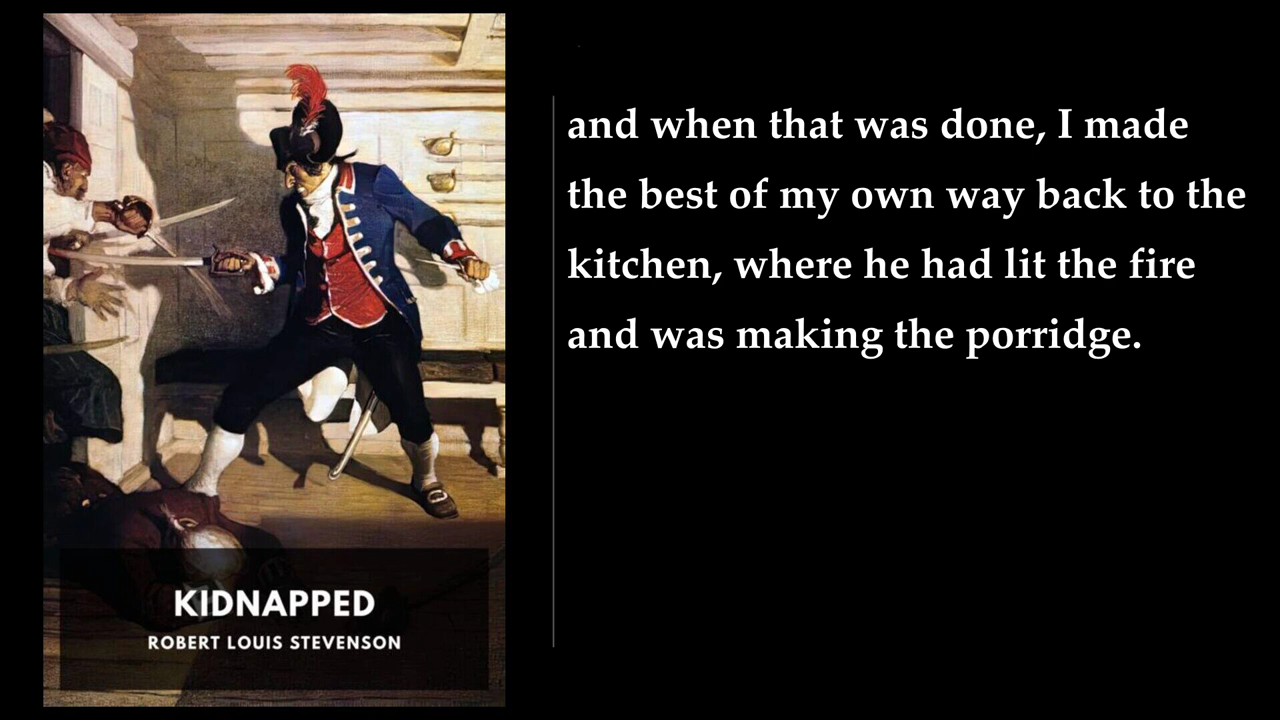 KIDNAPPED
ROBERT LOUIS STEVENSON
and when that was done, I made
the best of my own way back to the
kitchen, where he had lit the fire
and was making the porridge.